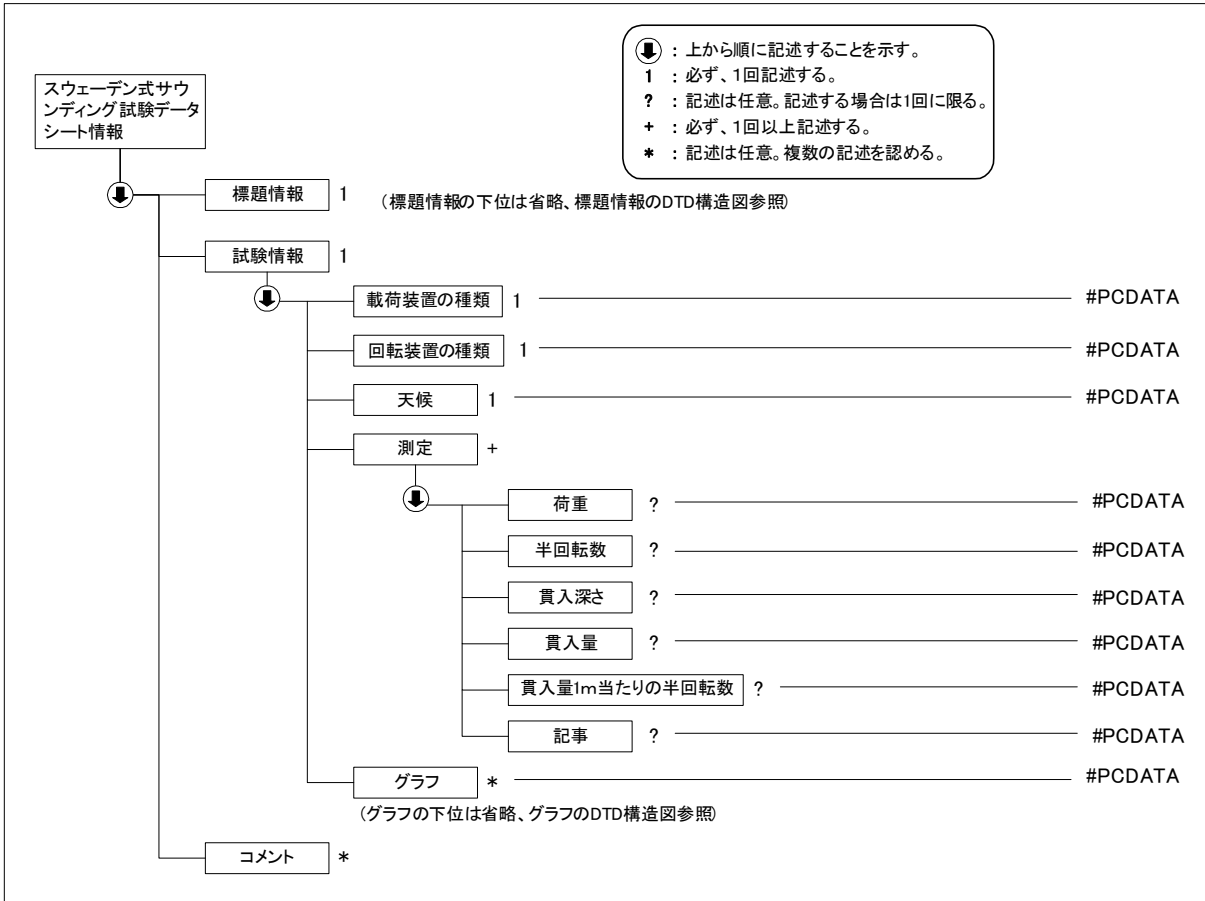 ⬇ : 上から順に記述することを示す。
1 : 必ず、1回記述する。
? : 記述は任意。記述する場合は1回に限る。
+ : 必ず、1回以上記述する。
* : 記述は任意。複数の記述を認める。
スウェーデン式サウ
ンディング試験データ
シート情報
標題情報 1 (標題情報の下位は省略、標題情報のDTD構造図参照)
試験情報 1
載荷装置の種類 1 #PCDATA
回転装置の種類 1 #PCDATA
天候 1 #PCDATA
測定 +
荷重 ? #PCDATA
半回転数 ? #PCDATA
貫入深さ ? #PCDATA
貫入量 ? #PCDATA
貫入量1m当たりの半回転数 ? #PCDATA
記事 ? #PCDATA
グラフ * #PCDATA
(グラフの下位は省略、グラフのDTD構造図参照)
コメント *